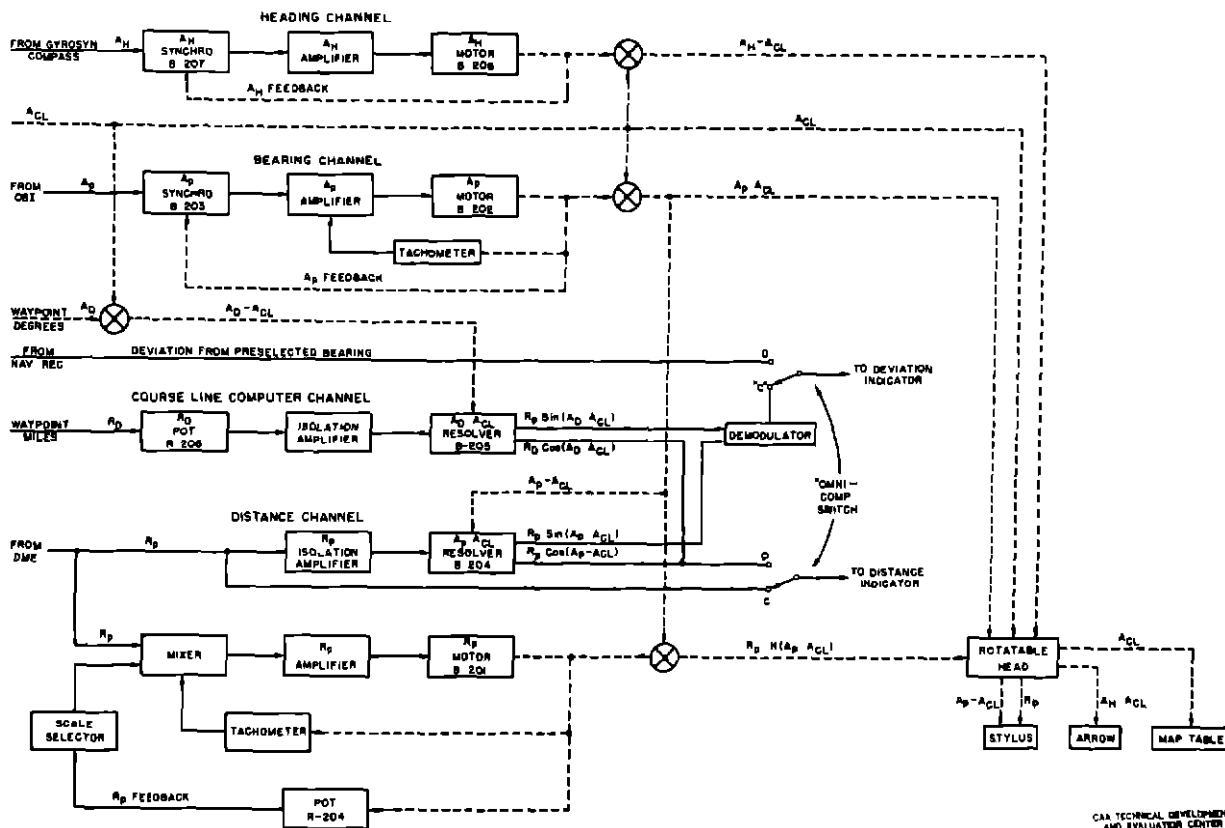 HEADING CHANNEL
FROM GYROSYN
COMPASS
A_H
A_H
SYNCHRO
B 207
A_H
AMPLIFIER
A_H
MOTOR
B 206
A_H-A_CL
A_H FEEDBACK
A_CL
A_CL
BEARING CHANNEL
FROM
OBI
A_P
A_P
SYNCHRO
B 203
A_P
AMPLIFIER
A_P
MOTOR
B 202
A_P A_CL
TACHOMETER
A_P FEEDBACK
WAYPOINT
DEGREES
A_D
A_D-A_CL
FROM
NAV REC
DEVIATION FROM PRESELECTED BEARING
O
"C"
TO DEVIATION
INDICATOR
COURSE LINE COMPUTER CHANNEL
WAYPOINT
MILES
R_D
R_D
POT
R 206
ISOLATION
AMPLIFIER
A_D A_CL
RESOLVER
B-205
R_P Sin(A_D A_CL)
R_D Cos(A_D A_CL)
DEMODULATOR
"OMNI-
COMP
SWITCH
A_P-A_CL
DISTANCE CHANNEL
FROM
DME
R_P
R_P
ISOLATION
AMPLIFIER
A_P A_CL
RESOLVER
B 204
R_P Sin(A_P A_CL)
R_P Cos(A_P-A_CL)
O
C
TO DISTANCE
INDICATOR
R_P
MIXER
R_P
AMPLIFIER
R_P
MOTOR
B 201
R_P K(A_P A_CL)
ROTATABLE
HEAD
A_CL
A_P-A_CL
R_P
A_H A_CL
SCALE
SELECTOR
TACHOMETER
STYLUS
ARROW
MAP TABLE
R_P FEEDBACK
POT
R-204
CAA TECHNICAL DEVELOPMENT
AND EVALUATION CENTER